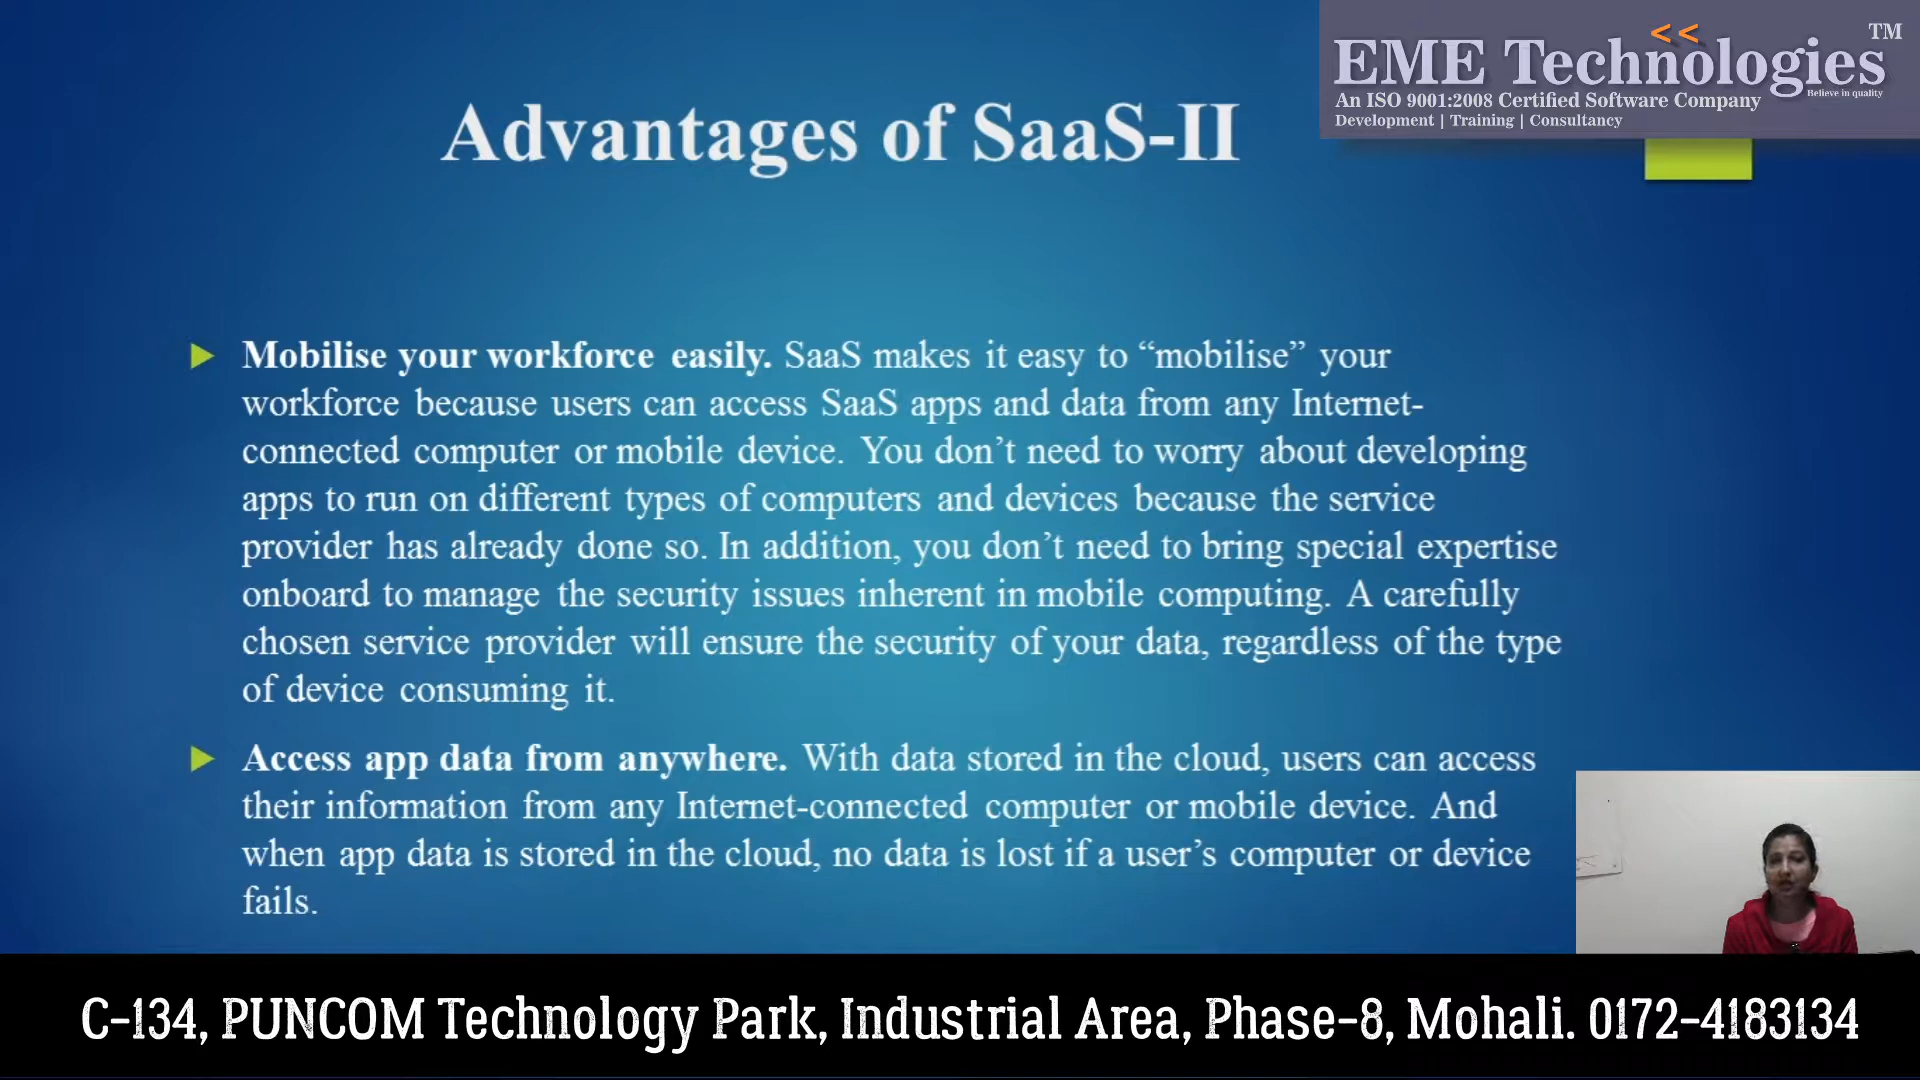 << TM
EME Technologies
Believe in quality
An ISO 9001:2008 Certified Software Company
Development | Training | Consultancy
Advantages of SaaS-II
Mobilise your workforce easily. SaaS makes it easy to “mobilise” your
workforce because users can access SaaS apps and data from any Internet-
connected computer or mobile device. You don’t need to worry about developing
apps to run on different types of computers and devices because the service
provider has already done so. In addition, you don’t need to bring special expertise
onboard to manage the security issues inherent in mobile computing. A carefully
chosen service provider will ensure the security of your data, regardless of the type
of device consuming it.
Access app data from anywhere. With data stored in the cloud, users can access
their information from any Internet-connected computer or mobile device. And
when app data is stored in the cloud, no data is lost if a user’s computer or device
fails.
C-134, PUNCOM Technology Park, Industrial Area, Phase-8, Mohali. 0172-4183134